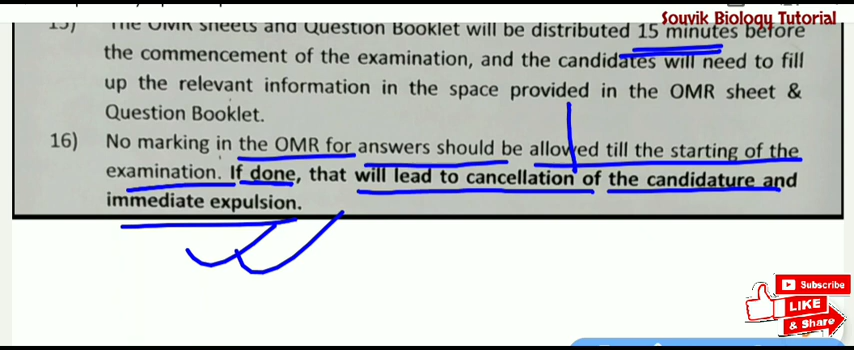 Souvik Biology Tutorial
15) The OMR sheets and Question Booklet will be distributed 15 minutes before
the commencement of the examination, and the candidates will need to fill
up the relevant information in the space provided in the OMR sheet &
Question Booklet.
16) No marking in the OMR for answers should be allowed till the starting of the
examination. If done, that will lead to cancellation of the candidature and
immediate expulsion.
Subscribe
LIKE
& Share